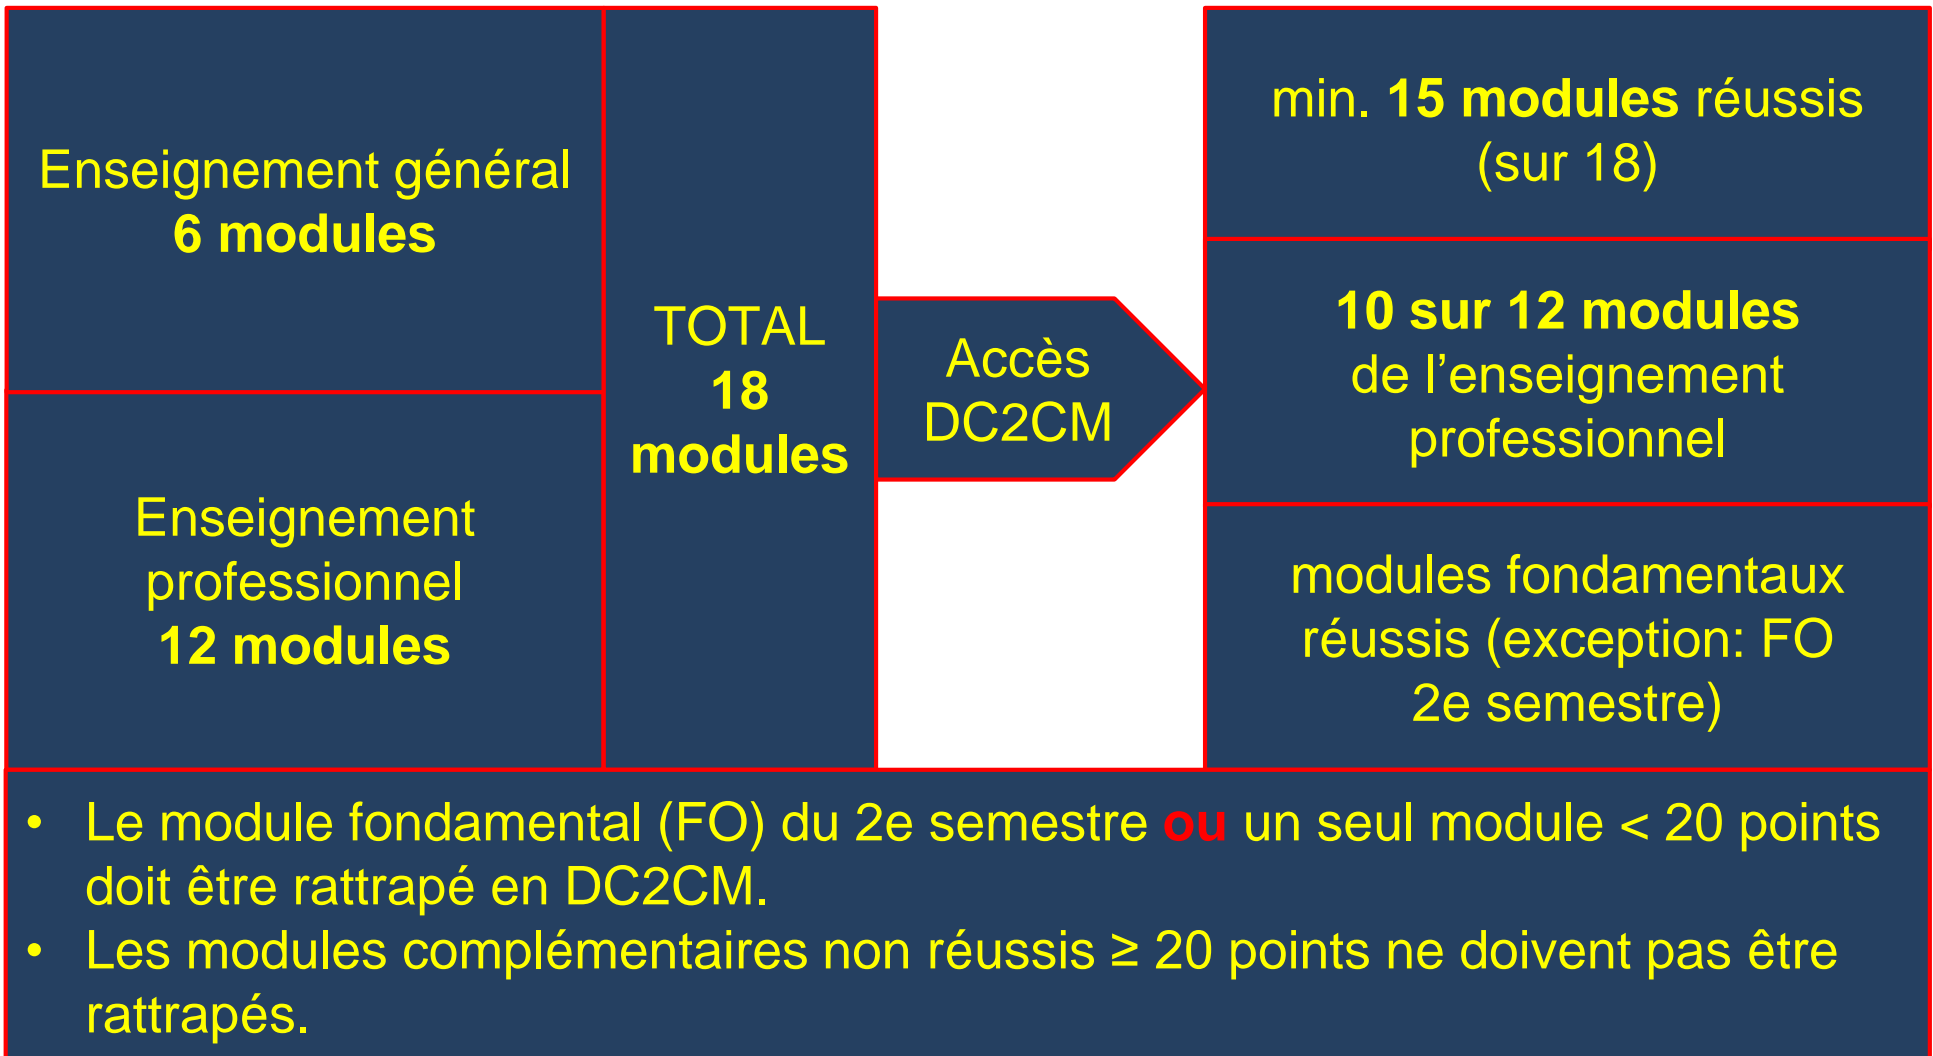 Enseignement général
6 modules
Enseignement
professionnel
12 modules
TOTAL
18
modules
Accès
DC2CM
min. 15 modules réussis
(sur 18)
10 sur 12 modules
de l’enseignement
professionnel
modules fondamentaux
réussis (exception: FO
2e semestre)
• Le module fondamental (FO) du 2e semestre ou un seul module < 20 points
doit être rattrapé en DC2CM.
• Les modules complémentaires non réussis ≥ 20 points ne doivent pas être
rattrapés.